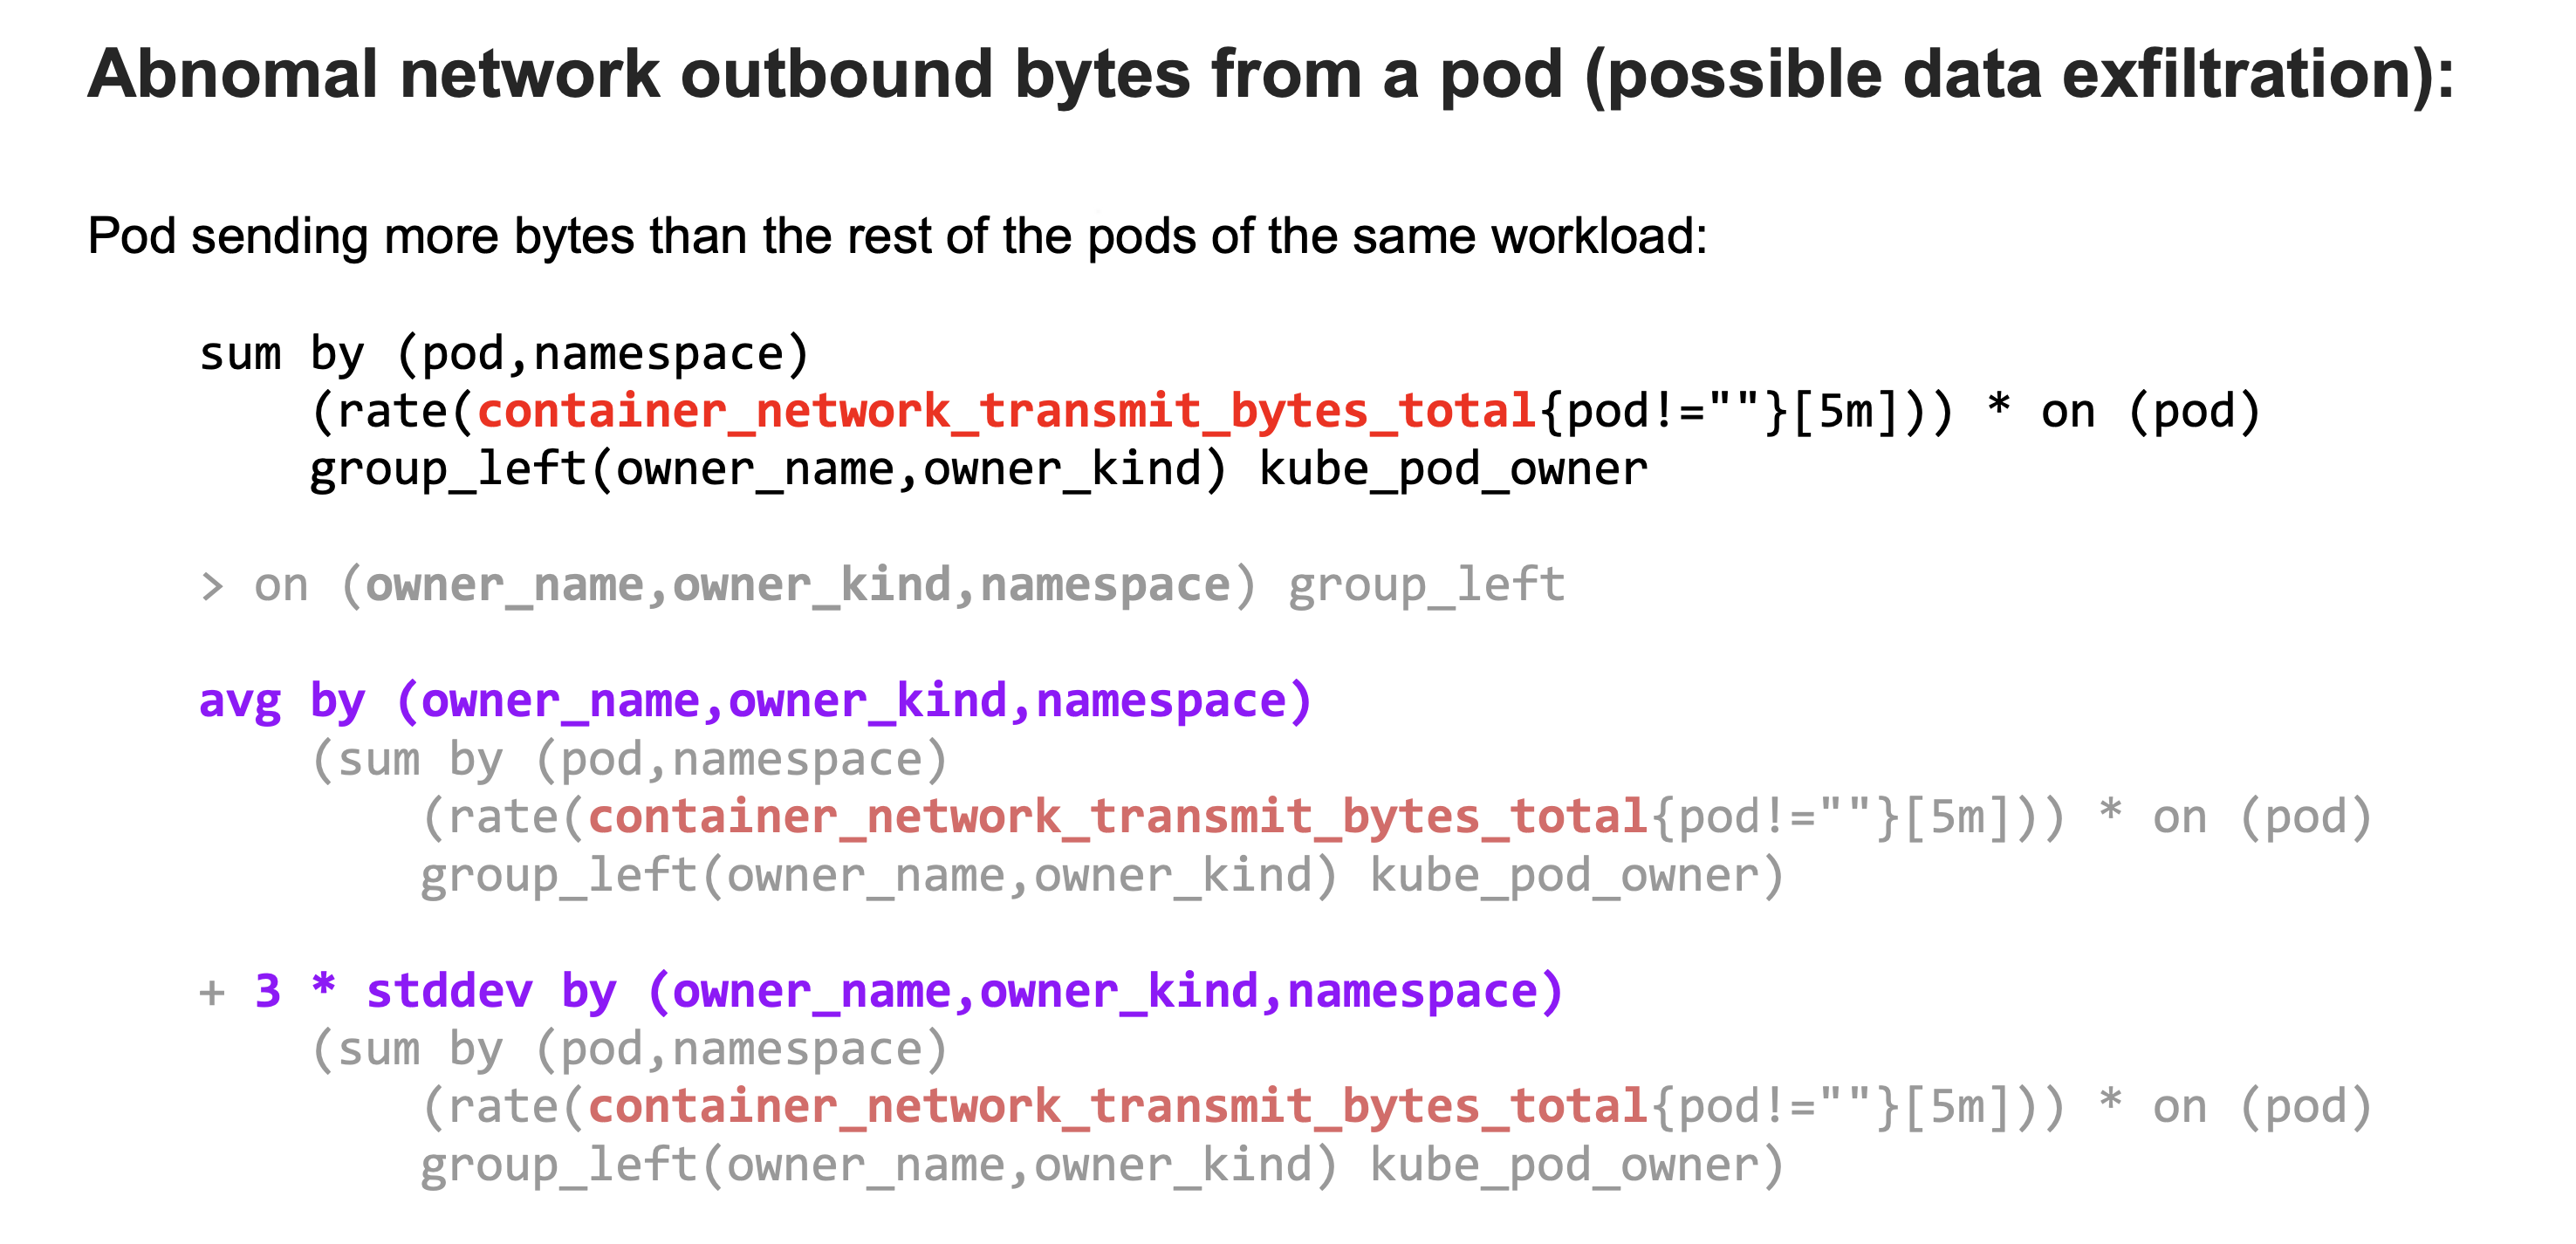 Abnomal network outbound bytes from a pod (possible data exfiltration):
Pod sending more bytes than the rest of the pods of the same workload:
sum by (pod,namespace)
(rate(container_network_transmit_bytes_total{pod!=""}[5m])) * on (pod)
group_left(owner_name,owner_kind) kube_pod_owner
> on (owner_name,owner_kind,namespace) group_left
avg by (owner_name,owner_kind,namespace)
(sum by (pod,namespace)
(rate(container_network_transmit_bytes_total{pod!=""}[5m])) * on (pod)
group_left(owner_name,owner_kind) kube_pod_owner)
+ 3 * stddev by (owner_name,owner_kind,namespace)
(sum by (pod,namespace)
(rate(container_network_transmit_bytes_total{pod!=""}[5m])) * on (pod)
group_left(owner_name,owner_kind) kube_pod_owner)